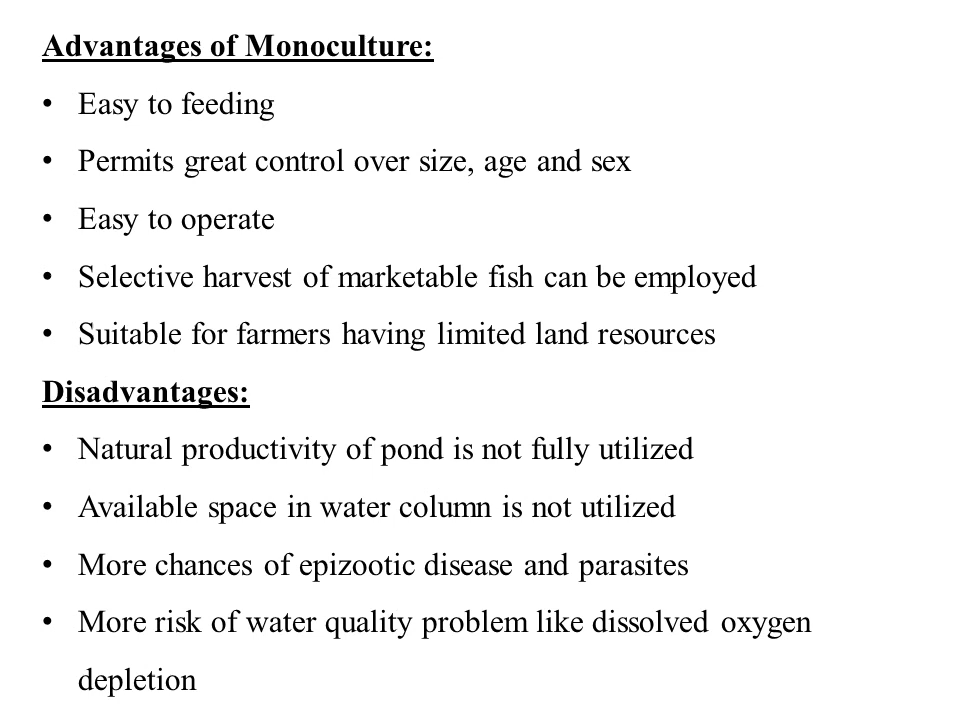 Advantages of Monoculture:
• Easy to feeding
• Permits great control over size, age and sex
• Easy to operate
• Selective harvest of marketable fish can be employed
• Suitable for farmers having limited land resources
Disadvantages:
• Natural productivity of pond is not fully utilized
• Available space in water column is not utilized
• More chances of epizootic disease and parasites
• More risk of water quality problem like dissolved oxygen
depletion